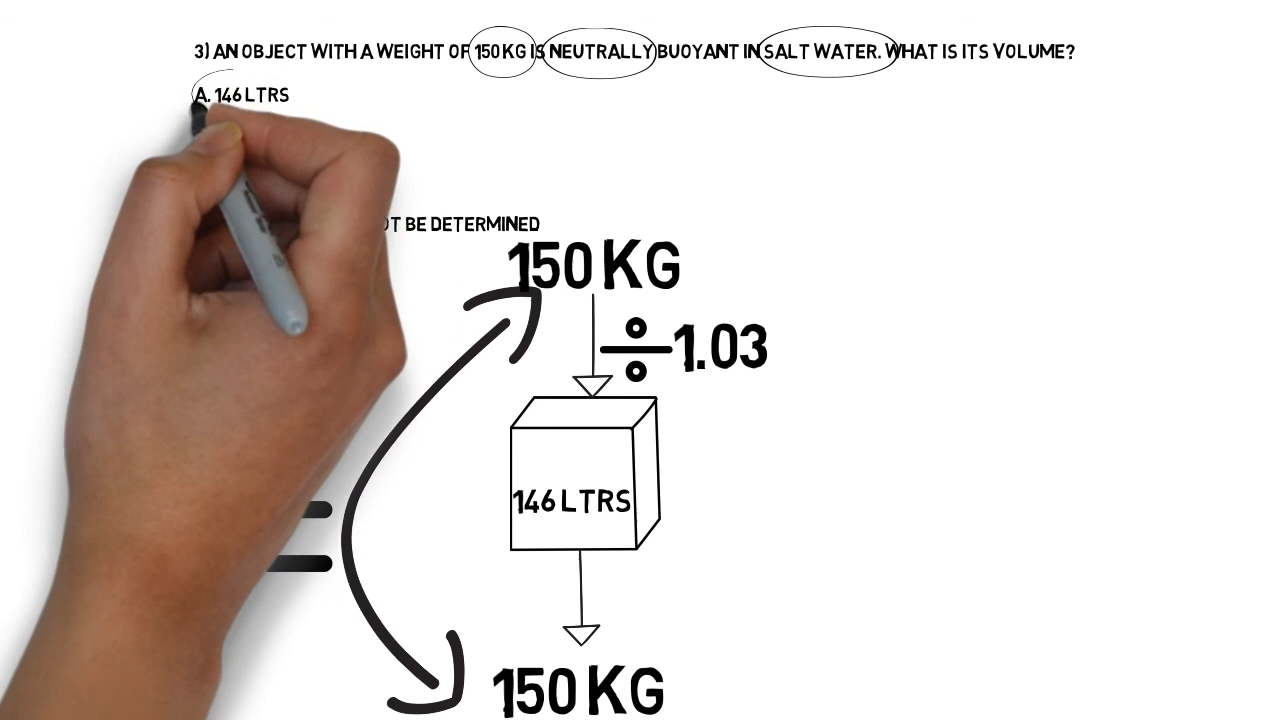 3) AN OBJECT WITH A WEIGHT OF 150 KG IS NEUTRALLY BUOYANT IN SALT WATER. WHAT IS ITS VOLUME?
A. 146 LTRS
BE DETERMINED
150 KG
÷ 1.03
146 LTRS
=
150 KG